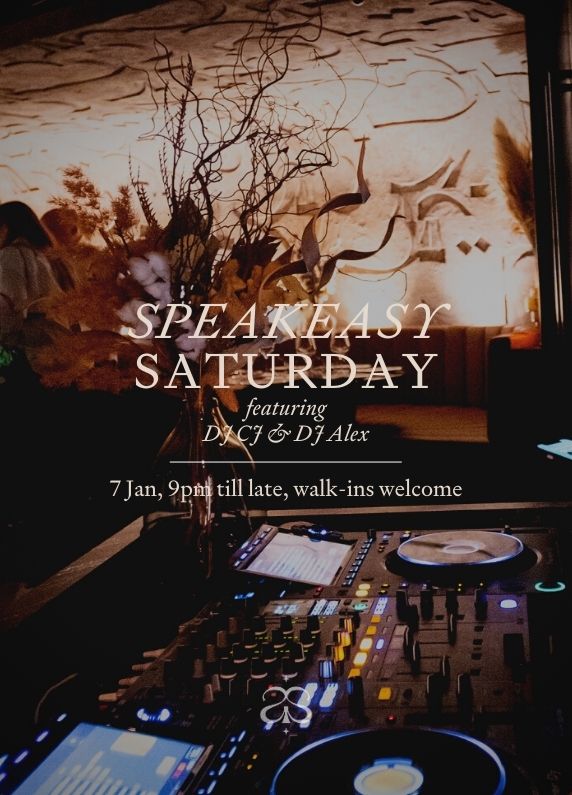 SPEAKEASY
SATURDAY
featuring
DJ CJ & DJ Alex
7 Jan, 9pm till late, walk-ins welcome